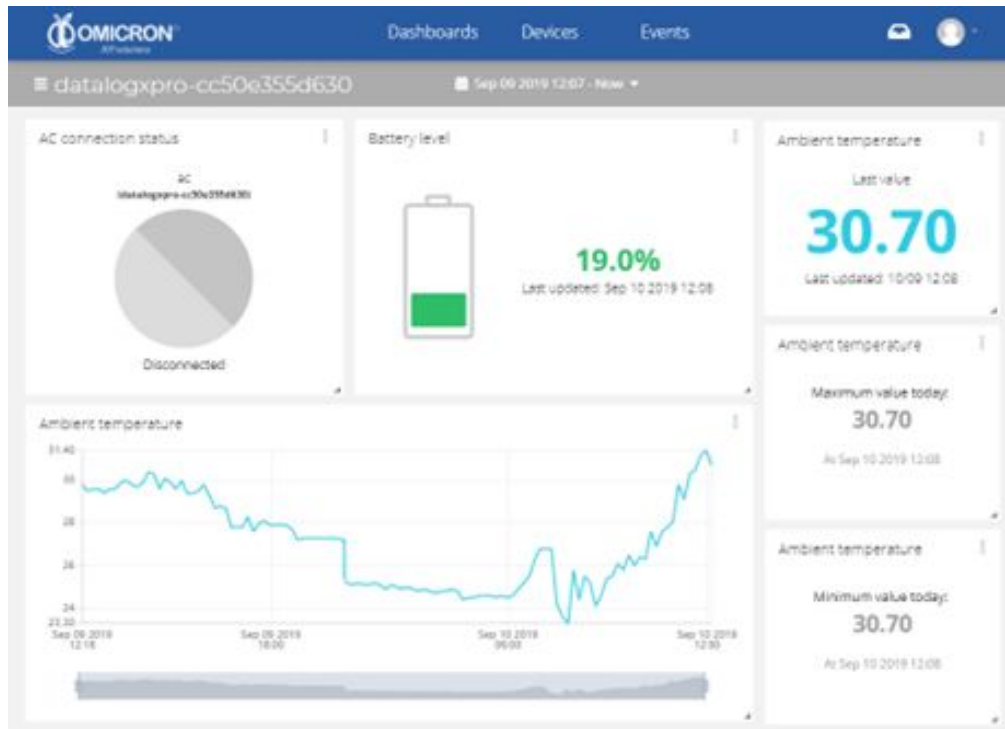 OMICRON
Dashboards Devices Events
datalogxpro-cc50e355d630
Sep 09 2019 12:07 - Now
AC connection status
ac
(datalogxpro-cc50e355d630)
Disconnected
Battery level
19.0%
Last updated: Sep 10 2019 12:08
Ambient temperature
Last value
30.70
Last updated: 10/09 12:08
Ambient temperature
Maximum value today:
30.70
At Sep 10 2019 12:08
Ambient temperature
31.40
30
28
26
24
23.30
Sep 09 2019
12:18
Sep 09 2019
18:00
Sep 10 2019
Sep 10 2019
12:00
Ambient temperature
Minimum value today:
30.70
At Sep 10 2019 12:08